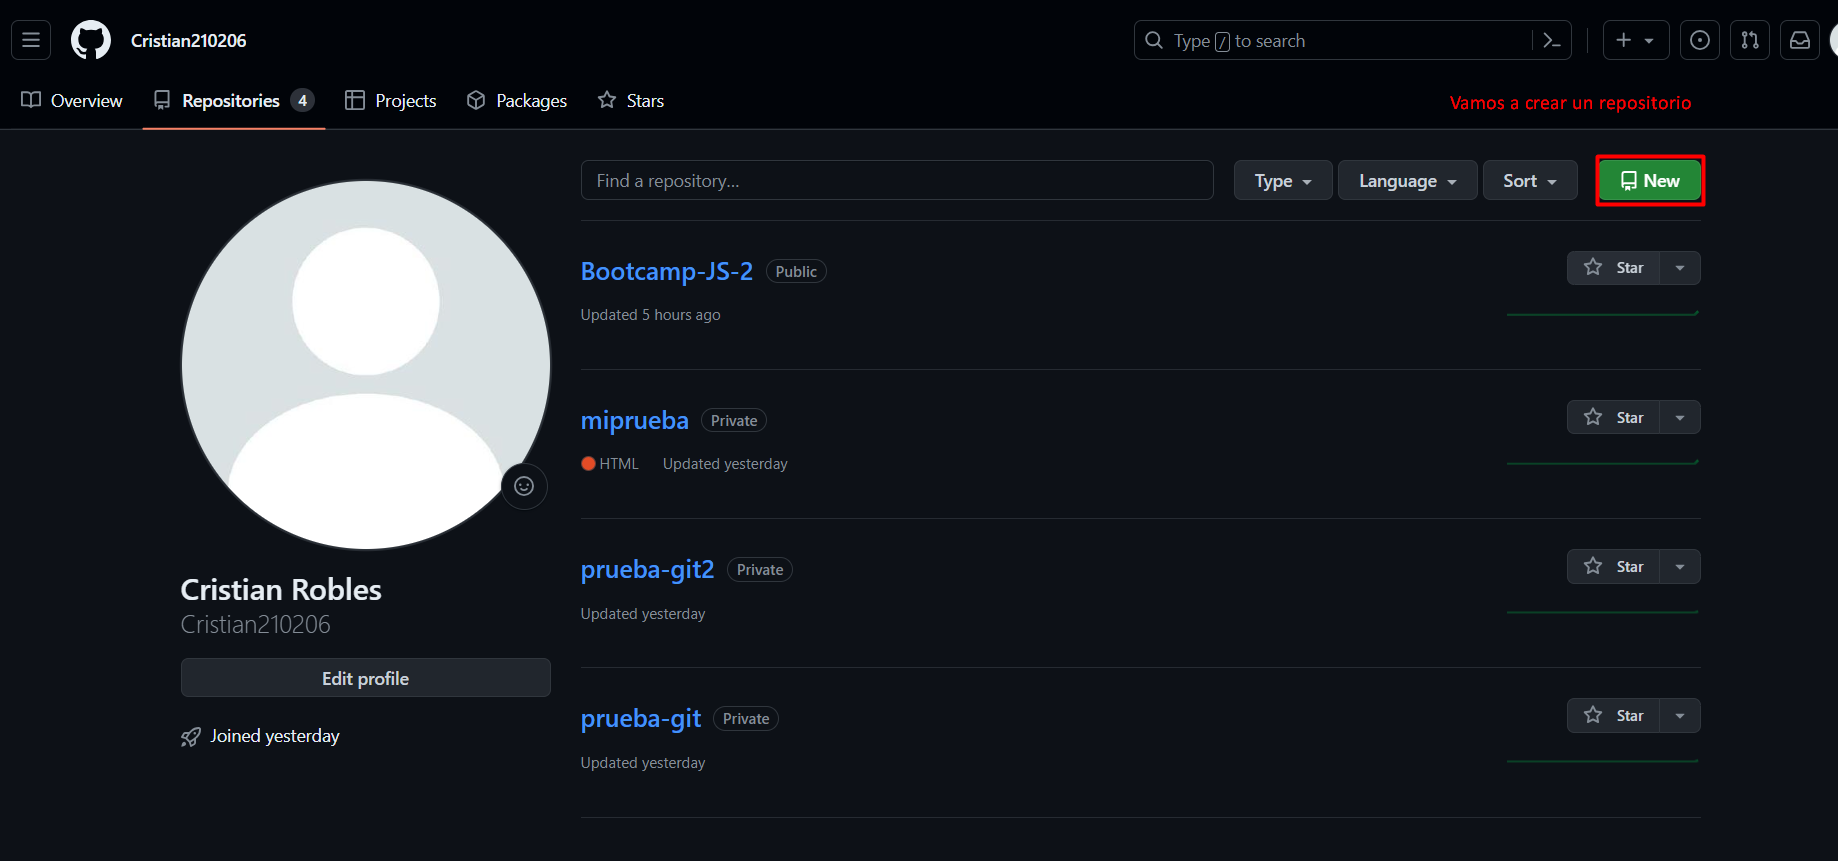 Cristian210206
Type / to search
Overview
Repositories 4
Projects
Packages
Stars
Vamos a crear un repositorio
Find a repository...
Type
Language
Sort
New
Bootcamp-JS-2 Public
Star
Updated 5 hours ago
miprueba Private
Star
HTML Updated yesterday
prueba-git2 Private
Star
Updated yesterday
Cristian Robles
Cristian210206
Edit profile
Joined yesterday
prueba-git Private
Star
Updated yesterday